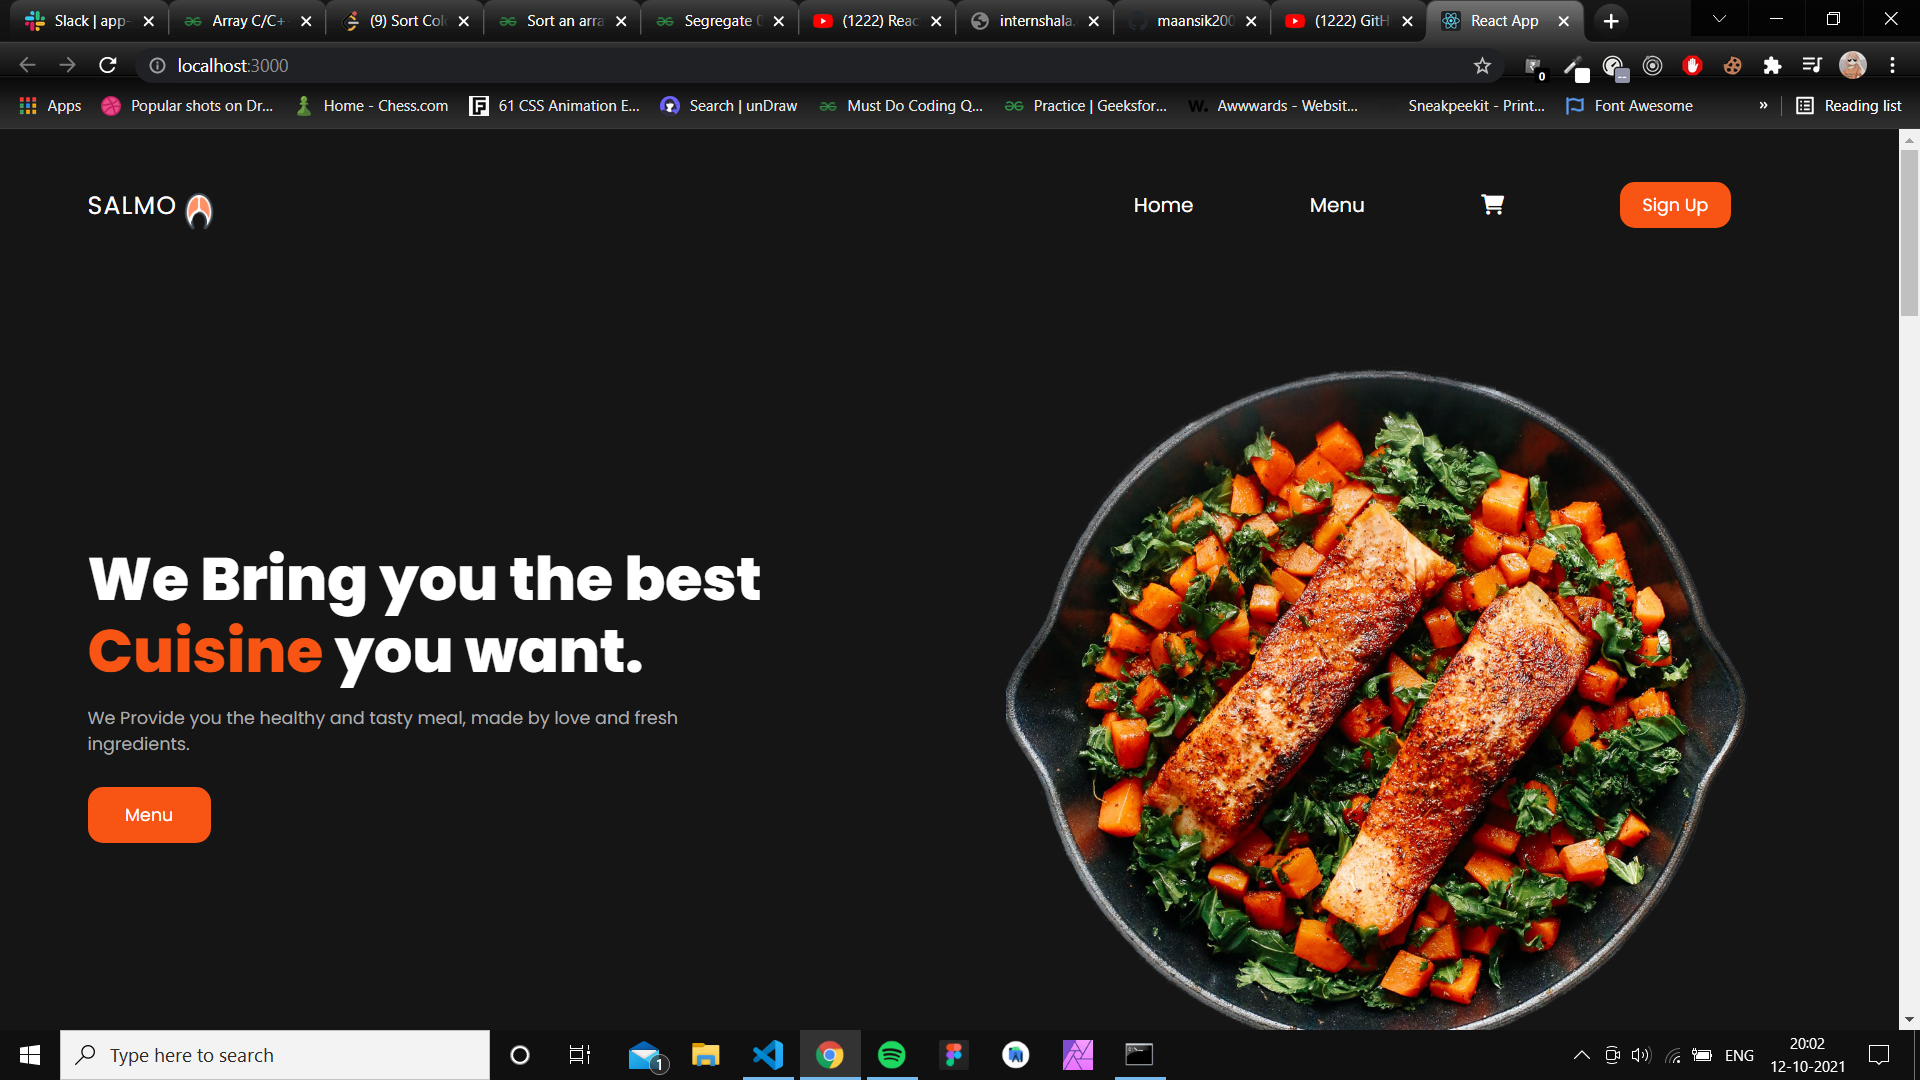 Slack | app-
Array C/C+
(9) Sort Col
Sort an arra
Segregate 0
(1222) Reac
internshala.
maansik200
(1222) GitH
React App
localhost:3000
0
Apps
Popular shots on Dr...
Home - Chess.com
61 CSS Animation E...
Search | unDraw
Must Do Coding Q...
Practice | Geeksfor...
W.
Awwwards - Websit...
Sneakpeekit - Print...
Font Awesome
»
Reading list
SALMO
Home
Menu
Sign Up
We Bring you the best
Cuisine you want.
We Provide you the healthy and tasty meal, made by love and fresh
ingredients.
Menu
Type here to search
1
ENG
20:02
12-10-2021